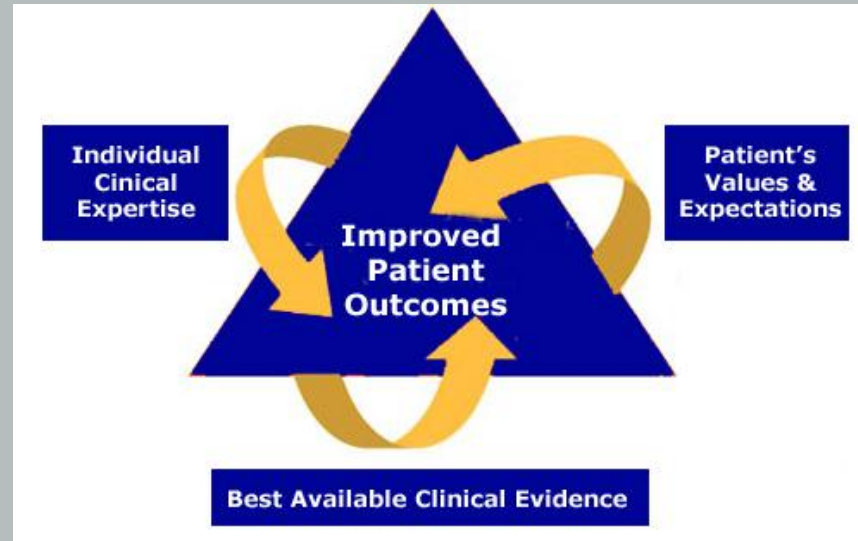 Individual
Cinical
Expertise
Patient's
Values &
Expectations
Improved
Patient
Outcomes
Best Available Clinical Evidence